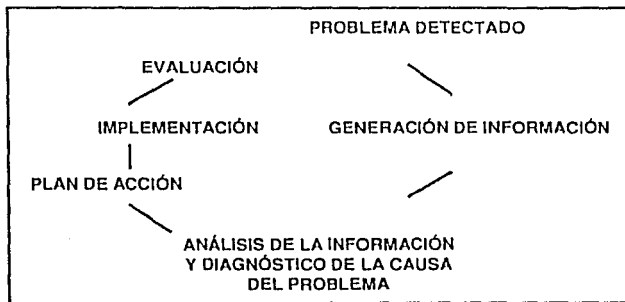 PROBLEMA DETECTADO
EVALUACIÓN
IMPLEMENTACIÓN
GENERACIÓN DE INFORMACIÓN
PLAN DE ACCIÓN
ANÁLISIS DE LA INFORMACIÓN
Y DIAGNÓSTICO DE LA CAUSA
DEL PROBLEMA